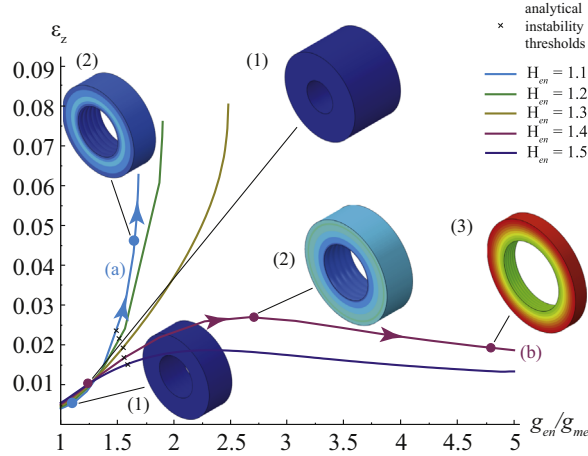 analytical
instability
thresholds
H_en = 1.1
H_en = 1.2
H_en = 1.3
H_en = 1.4
H_en = 1.5
ε_z
0.09
0.08
0.07
0.06
0.05
0.04
0.03
0.02
0.01
(2)
(1)
(2)
(3)
(a)
(1)
(b)
1 1.5 2 2.5 3 3.5 4 4.5 5
g_en/g_me